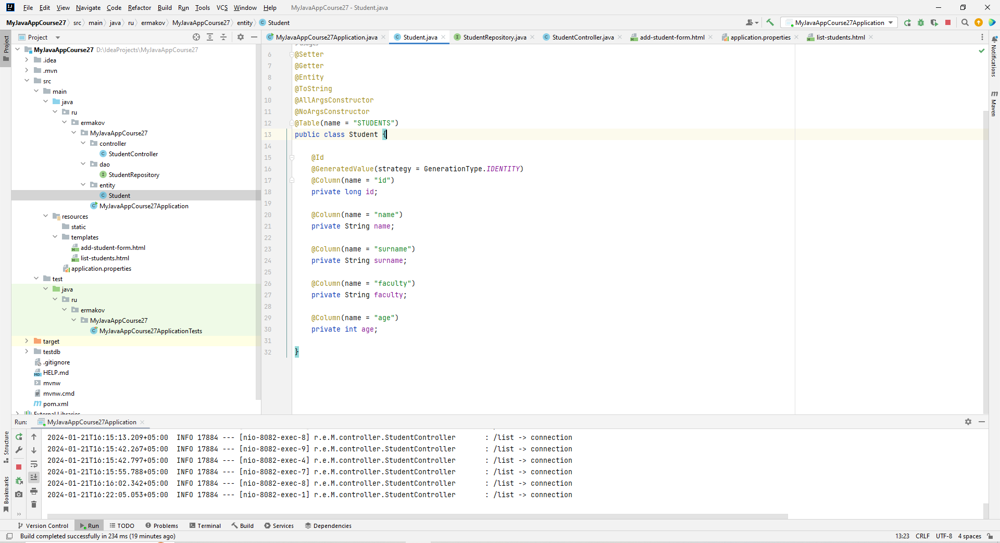 File Edit View Navigate Code Refactor Build Run Tools VCS Window Help MyJavaAppCourse27 - Student.java
MyJavaAppCourse27 src main java ru ermakov MyJavaAppCourse27 entity Student
MyJavaAppCourse27Application
Project
MyJavaAppCourse27Application.java Student.java StudentRepository.java StudentController.java add-student-form.html application.properties list-students.html
Project
Structure
Bookmarks
Notifications
Maven
MyJavaAppCourse27 D:\IdeaProjects\MyJavaAppCourse27
.idea
.mvn
src
main
java
ru
ermakov
MyJavaAppCourse27
controller
StudentController
dao
StudentRepository
entity
Student
MyJavaAppCourse27Application
resources
static
templates
add-student-form.html
list-students.html
application.properties
test
java
ru
ermakov
MyJavaAppCourse27
MyJavaAppCourse27ApplicationTests
target
testdb
.gitignore
HELP.md
mvnw
mvnw.cmd
pom.xml
External Libraries
6 @Setter
7 @Getter
8 @Entity
9 @ToString
10 @AllArgsConstructor
11 @NoArgsConstructor
12 @Table(name = "STUDENTS")
13 public class Student {
14
15 @Id
16 @GeneratedValue(strategy = GenerationType.IDENTITY)
17 @Column(name = "id")
18 private long id;
19
20 @Column(name = "name")
21 private String name;
22
23 @Column(name = "surname")
24 private String surname;
25
26 @Column(name = "faculty")
27 private String faculty;
28
29 @Column(name = "age")
30 private int age;
31
32 }
Run: MyJavaAppCourse27Application
2024-01-21T16:15:13.209+05:00 INFO 17884 --- [nio-8082-exec-8] r.e.M.controller.StudentController : /list -> connection
2024-01-21T16:15:42.267+05:00 INFO 17884 --- [nio-8082-exec-9] r.e.M.controller.StudentController : /list -> connection
2024-01-21T16:15:42.797+05:00 INFO 17884 --- [nio-8082-exec-4] r.e.M.controller.StudentController : /list -> connection
2024-01-21T16:15:55.788+05:00 INFO 17884 --- [nio-8082-exec-7] r.e.M.controller.StudentController : /list -> connection
2024-01-21T16:16:02.342+05:00 INFO 17884 --- [nio-8082-exec-8] r.e.M.controller.StudentController : /list -> connection
2024-01-21T16:22:05.053+05:00 INFO 17884 --- [nio-8082-exec-1] r.e.M.controller.StudentController : /list -> connection
Version Control Run TODO Problems Terminal Build Services Dependencies
Build completed successfully in 234 ms (19 minutes ago) 13:23 CRLF UTF-8 4 spaces